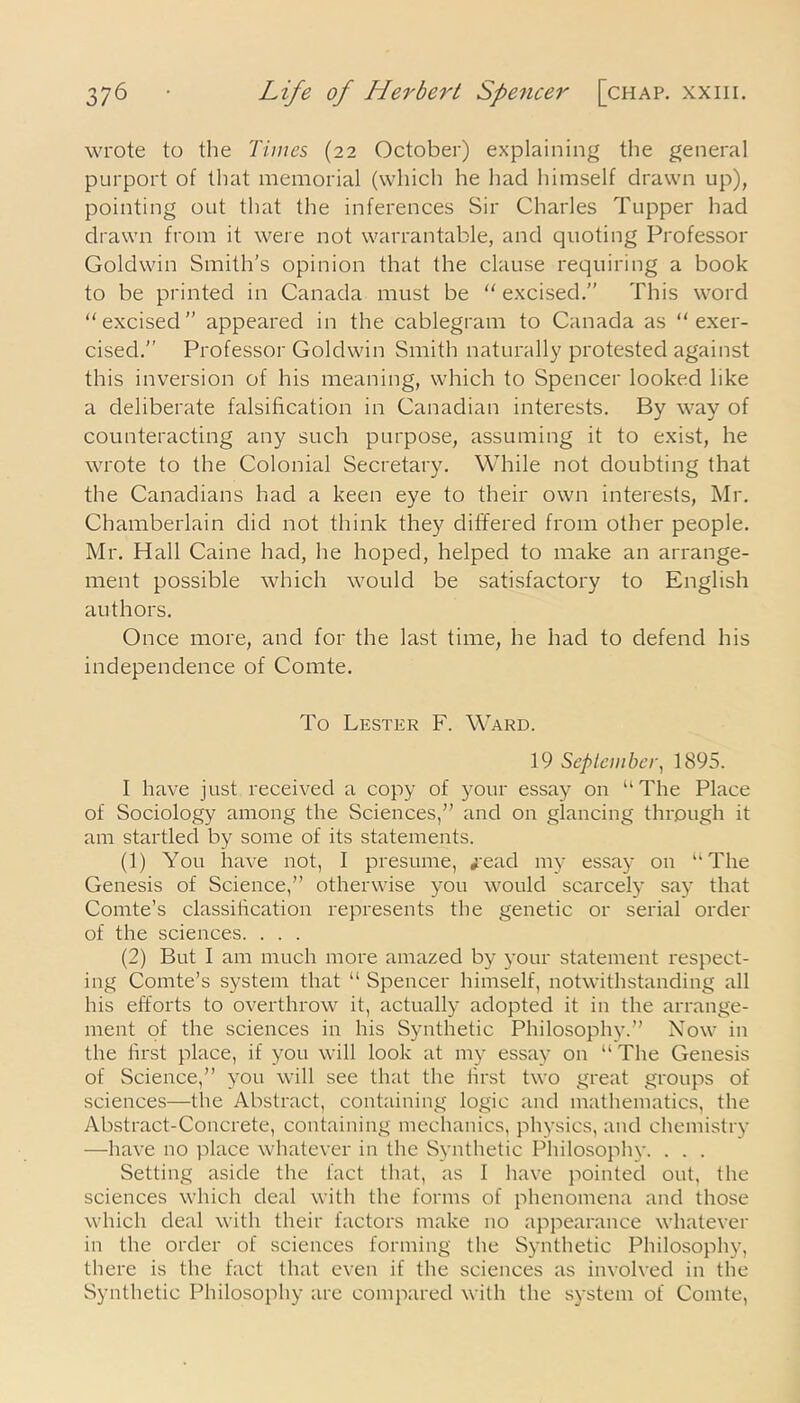 376 Life of Herbert Spencer [CHAP. XXIII.
wrote to the Times (22 October) explaining the general
purport of that memorial (which he had himself drawn up),
pointing out that the inferences Sir Charles Tupper had
drawn from it were not warrantable, and quoting Professor
Goldwin Smith's opinion that the clause requiring a book
to be printed in Canada must be “excised.” This word
“excised” appeared in the cablegram to Canada as “exer-
cised.” Professor Goldwin Smith naturally protested against
this inversion of his meaning, which to Spencer looked like
a deliberate falsification in Canadian interests. By way of
counteracting any such purpose, assuming it to exist, he
wrote to the Colonial Secretary. While not doubting that
the Canadians had a keen eye to their own interests, Mr.
Chamberlain did not think they differed from other people.
Mr. Hall Caine had, he hoped, helped to make an arrange-
ment possible which would be satisfactory to English
authors.
Once more, and for the last time, he had to defend his
independence of Comte.
To Lester F. Ward.
19 September, 1895.
I have just received a copy of your essay on “The Place
of Sociology among the Sciences,” and on glancing through it
am startled by some of its statements.
(1) You have not, I presume, read my essay on “The
Genesis of Science,” otherwise you would scarcely say that
Comte's classification represents the genetic or serial order
of the sciences. . . .
(2) But I am much more amazed by your statement respect-
ing Comte's system that “Spencer himself, notwithstanding all
his efforts to overthrow it, actually adopted it in the arrange-
ment of the sciences in his Synthetic Philosophy.” Now in
the first place, if you will look at my essay on “The Genesis
of Science,” you will see that the first two great groups of
sciences—the Abstract, containing logic and mathematics, the
Abstract-Concrete, containing mechanics, physics, and chemistry
—have no place whatever in the Synthetic Philosophy. . . .
Setting aside the fact that, as I have pointed out, the
sciences which deal with the forms of phenomena and those
which deal with their factors make no appearance whatever
in the order of sciences forming the Synthetic Philosophy,
there is the fact that even if the sciences as involved in the
Synthetic Philosophy are compared with the system of Comte,